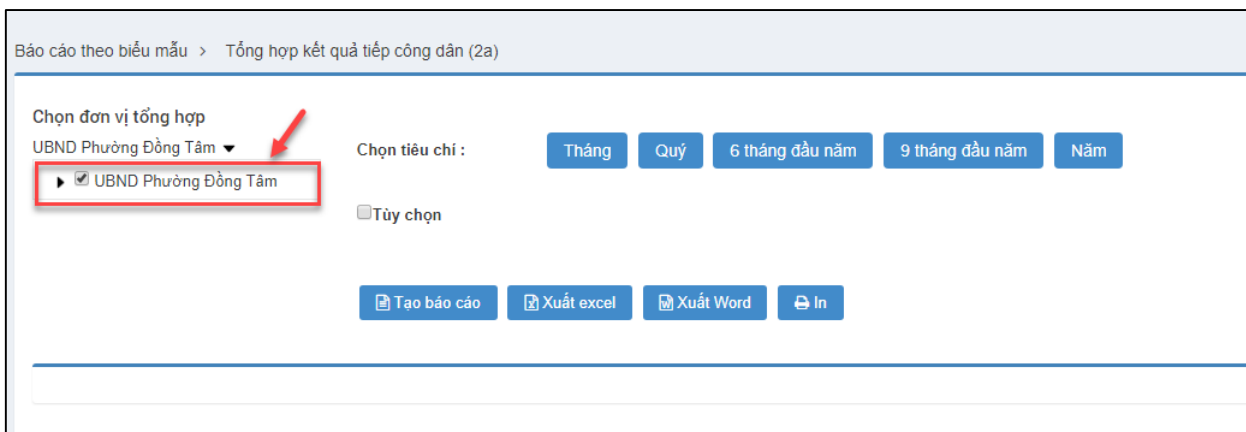 Báo cáo theo biểu mẫu > Tổng hợp kết quả tiếp công dân (2a)
Chọn đơn vị tổng hợp
UBND Phường Đồng Tâm
UBND Phường Đồng Tâm
Chọn tiêu chí : Tháng Quý 6 tháng đầu năm 9 tháng đầu năm Năm
Tùy chọn
Tạo báo cáo Xuất excel Xuất Word In